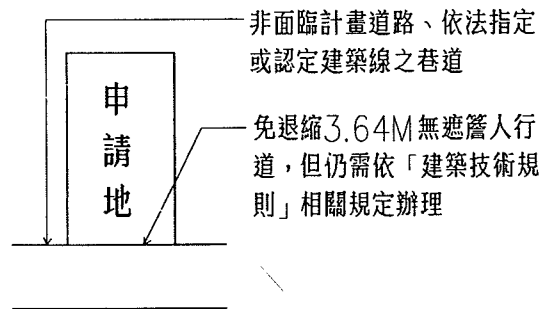 非面臨計畫道路、依法指定
或認定建築線之巷道
申
請
地
免退縮3.64M無遮簷人行
道，但仍需依「建築技術規
則」相關規定辦理